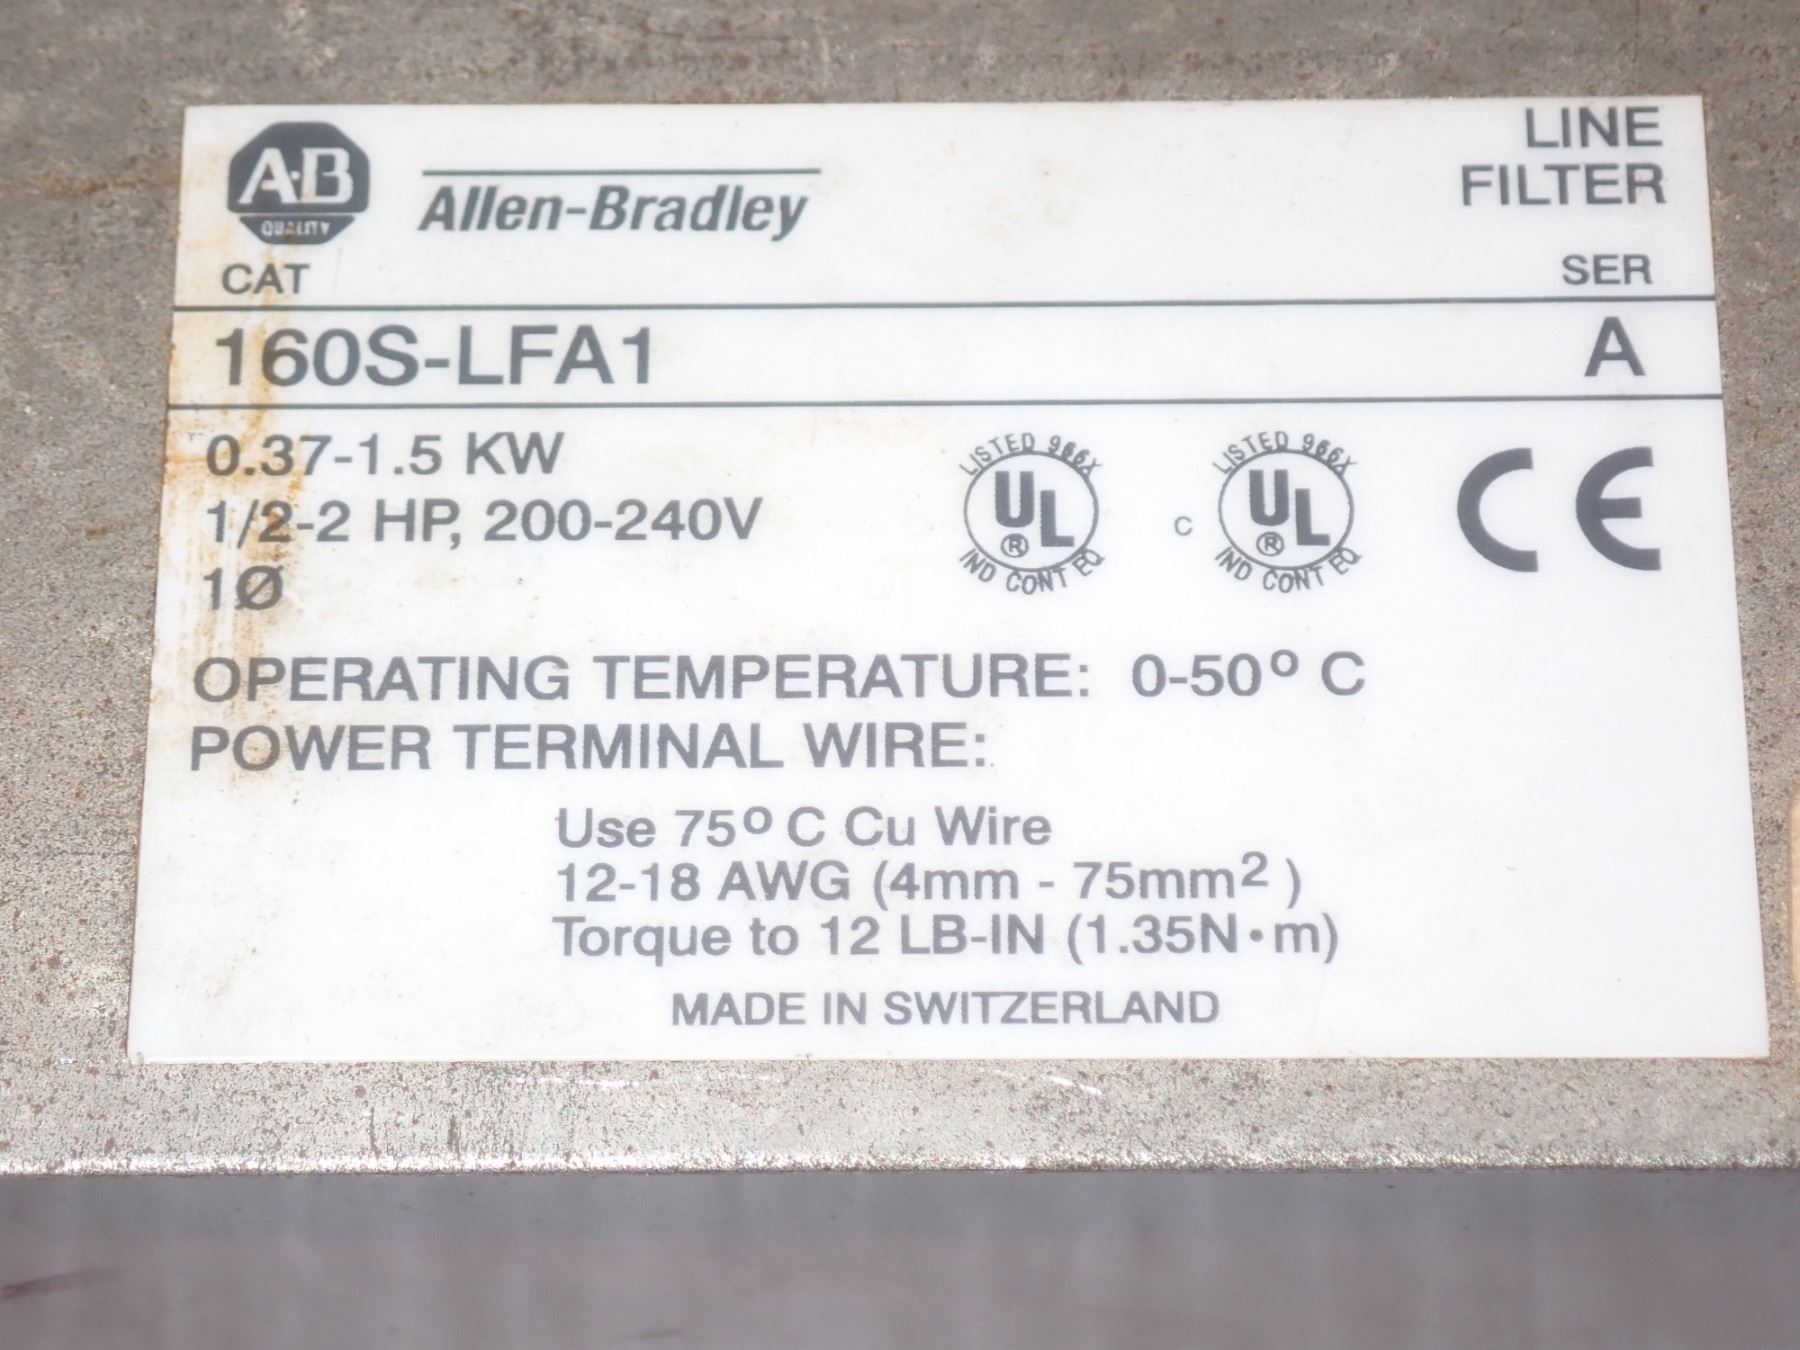 LINE
FILTER
A·B
QUALITY
Allen-Bradley
CAT
SER
160S-LFA1
A
0.37-1.5 KW
1/2-2 HP, 200-240V
1Ø
LISTED 966X
UL
®
IND CONT EQ
C
LISTED 966X
UL
®
IND CONT EQ
CE
OPERATING TEMPERATURE: 0-50º C
POWER TERMINAL WIRE:
Use 75º C Cu Wire
12-18 AWG (4mm - 75mm² )
Torque to 12 LB-IN (1.35N•m)
MADE IN SWITZERLAND